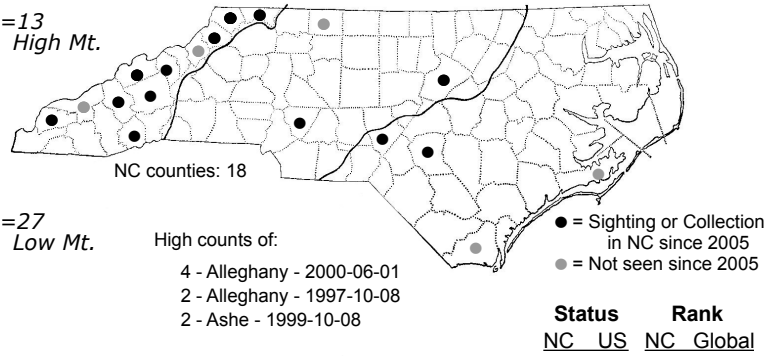 =13
High Mt.
NC counties: 18
=27
Low Mt.
High counts of:
4 - Alleghany - 2000-06-01
2 - Alleghany - 1997-10-08
2 - Ashe - 1999-10-08
= Sighting or Collection
in NC since 2005
= Not seen since 2005
Status Rank
NC US NC Global